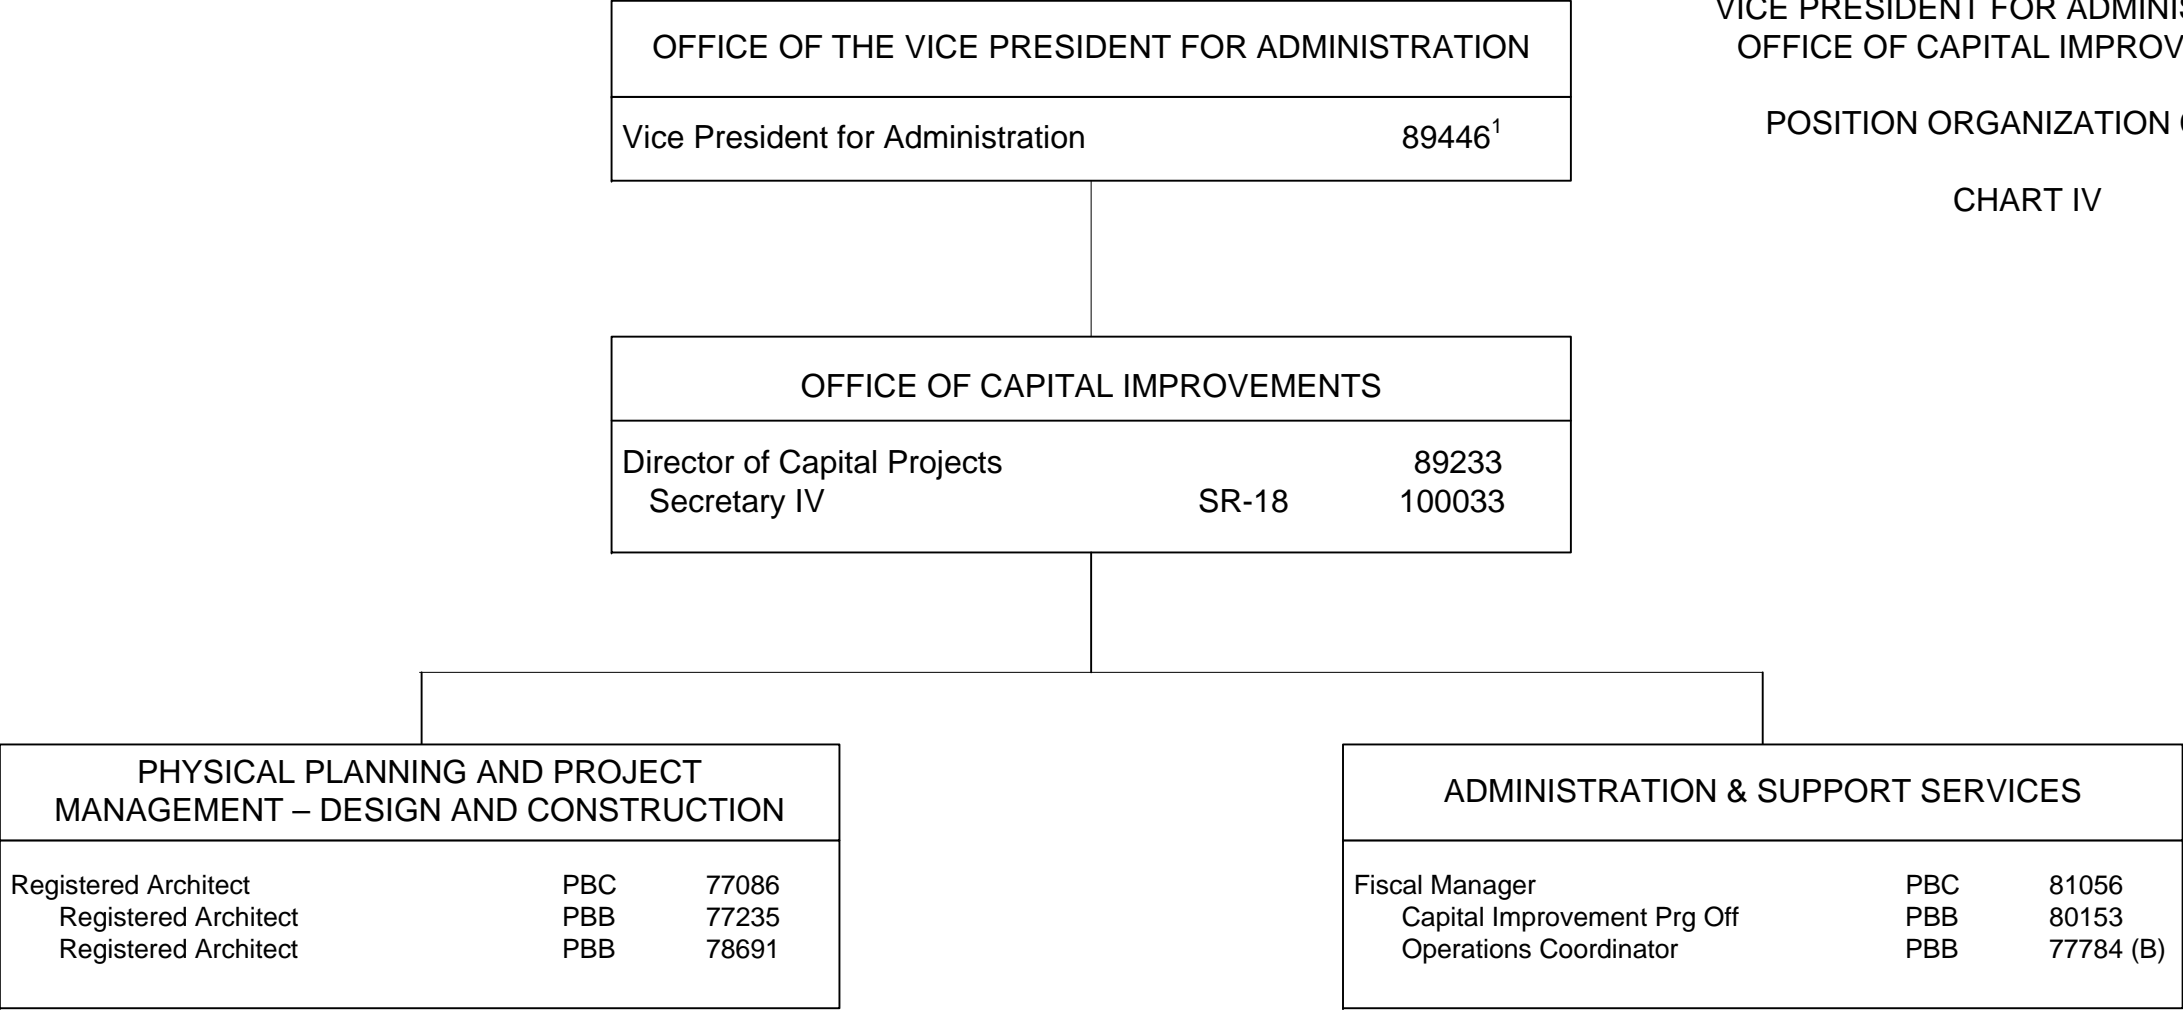 OFFICE OF THE VICE PRESIDENT FOR ADMINISTRATION
Vice President for Administration 89446¹
VICE PRESIDENT FOR
OFFICE OF CAPITAL
POSITION ORGANIZATION
CHART IV
OFFICE OF CAPITAL IMPROVEMENTS
Director of Capital Projects 89233
Secretary IV SR-18 100033
PHYSICAL PLANNING AND PROJECT
MANAGEMENT – DESIGN AND CONSTRUCTION
Registered Architect PBC 77086
Registered Architect PBB 77235
Registered Architect PBB 78691
ADMINISTRATION & SUPPORT SERVICES
Fiscal Manager PBC 81056
Capital Improvement Prg Off PBB 80153
Operations Coordinator PBB 77784 (B)